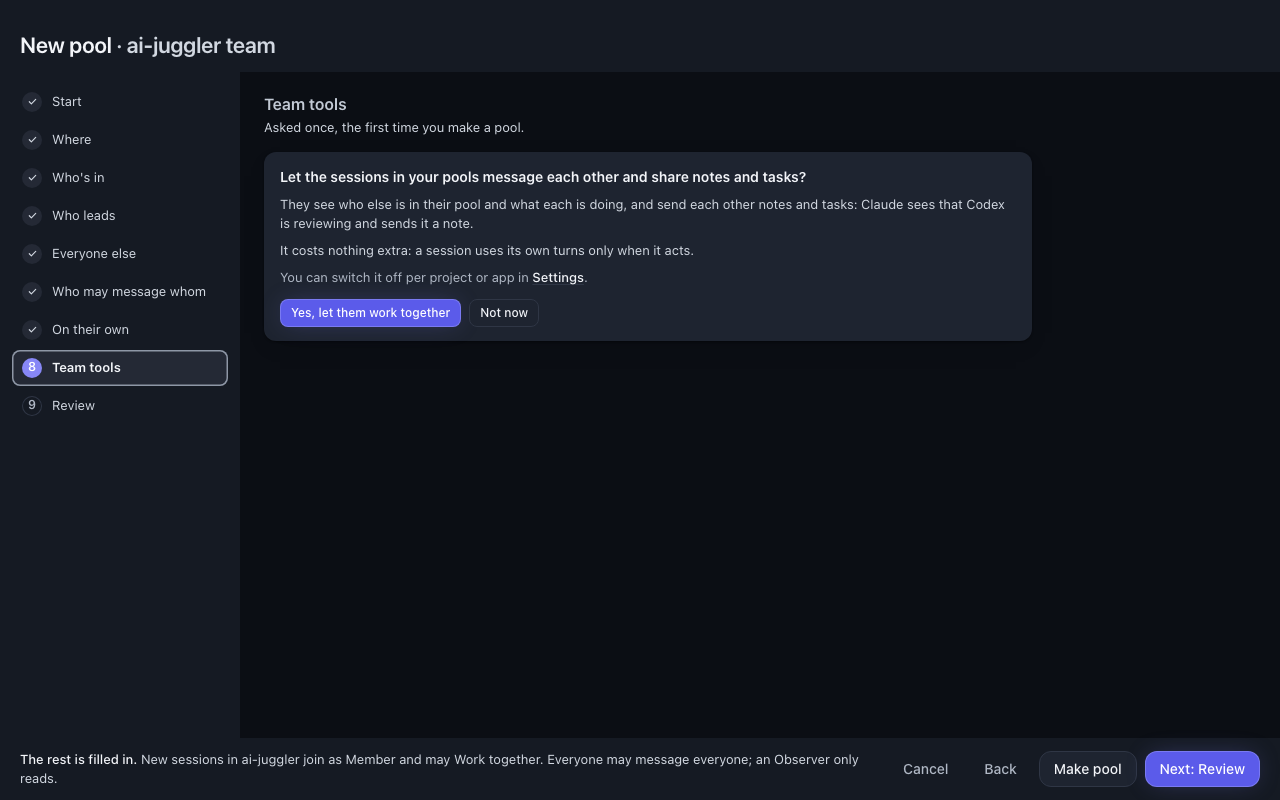 New pool · ai-juggler team
Start
Where
Who's in
Who leads
Everyone else
Who may message whom
On their own
8 Team tools
9 Review
Team tools
Asked once, the first time you make a pool.
Let the sessions in your pools message each other and share notes and tasks?
They see who else is in their pool and what each is doing, and send each other notes and tasks: Claude sees that Codex
is reviewing and sends it a note.
It costs nothing extra: a session uses its own turns only when it acts.
You can switch it off per project or app in Settings.
Yes, let them work together
Not now
The rest is filled in. New sessions in ai-juggler join as Member and may Work together. Everyone may message everyone; an Observer only
reads.
Cancel
Back
Make pool
Next: Review